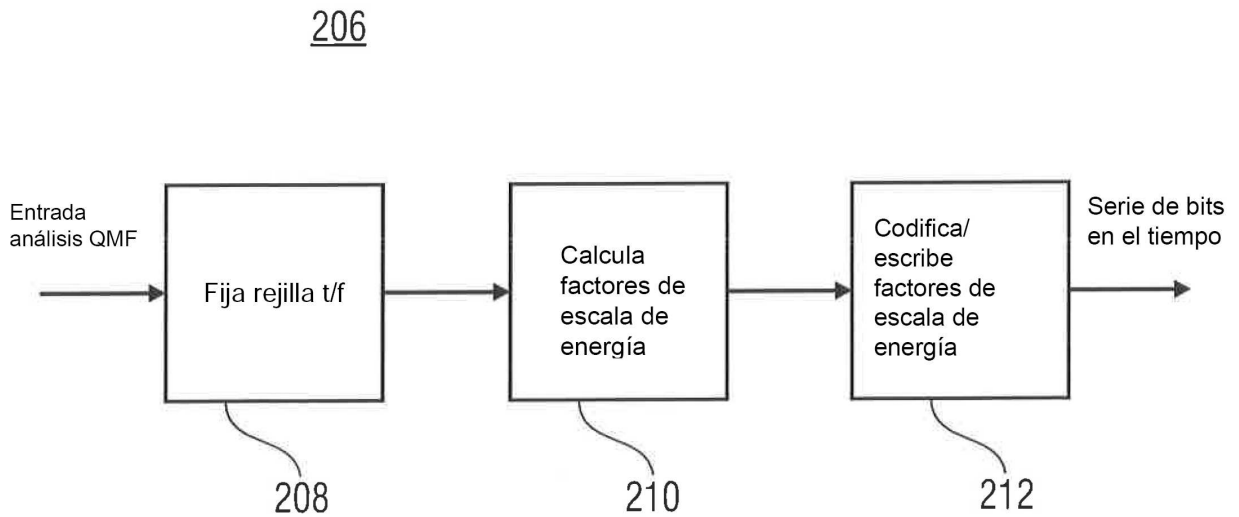 206
Entrada
análisis QMF
Fija rejilla t/f
Calcula
factores de
escala de
energía
Codifica/
escribe
factores de
escala de
energía
Serie de bits
en el tiempo
208
210
212